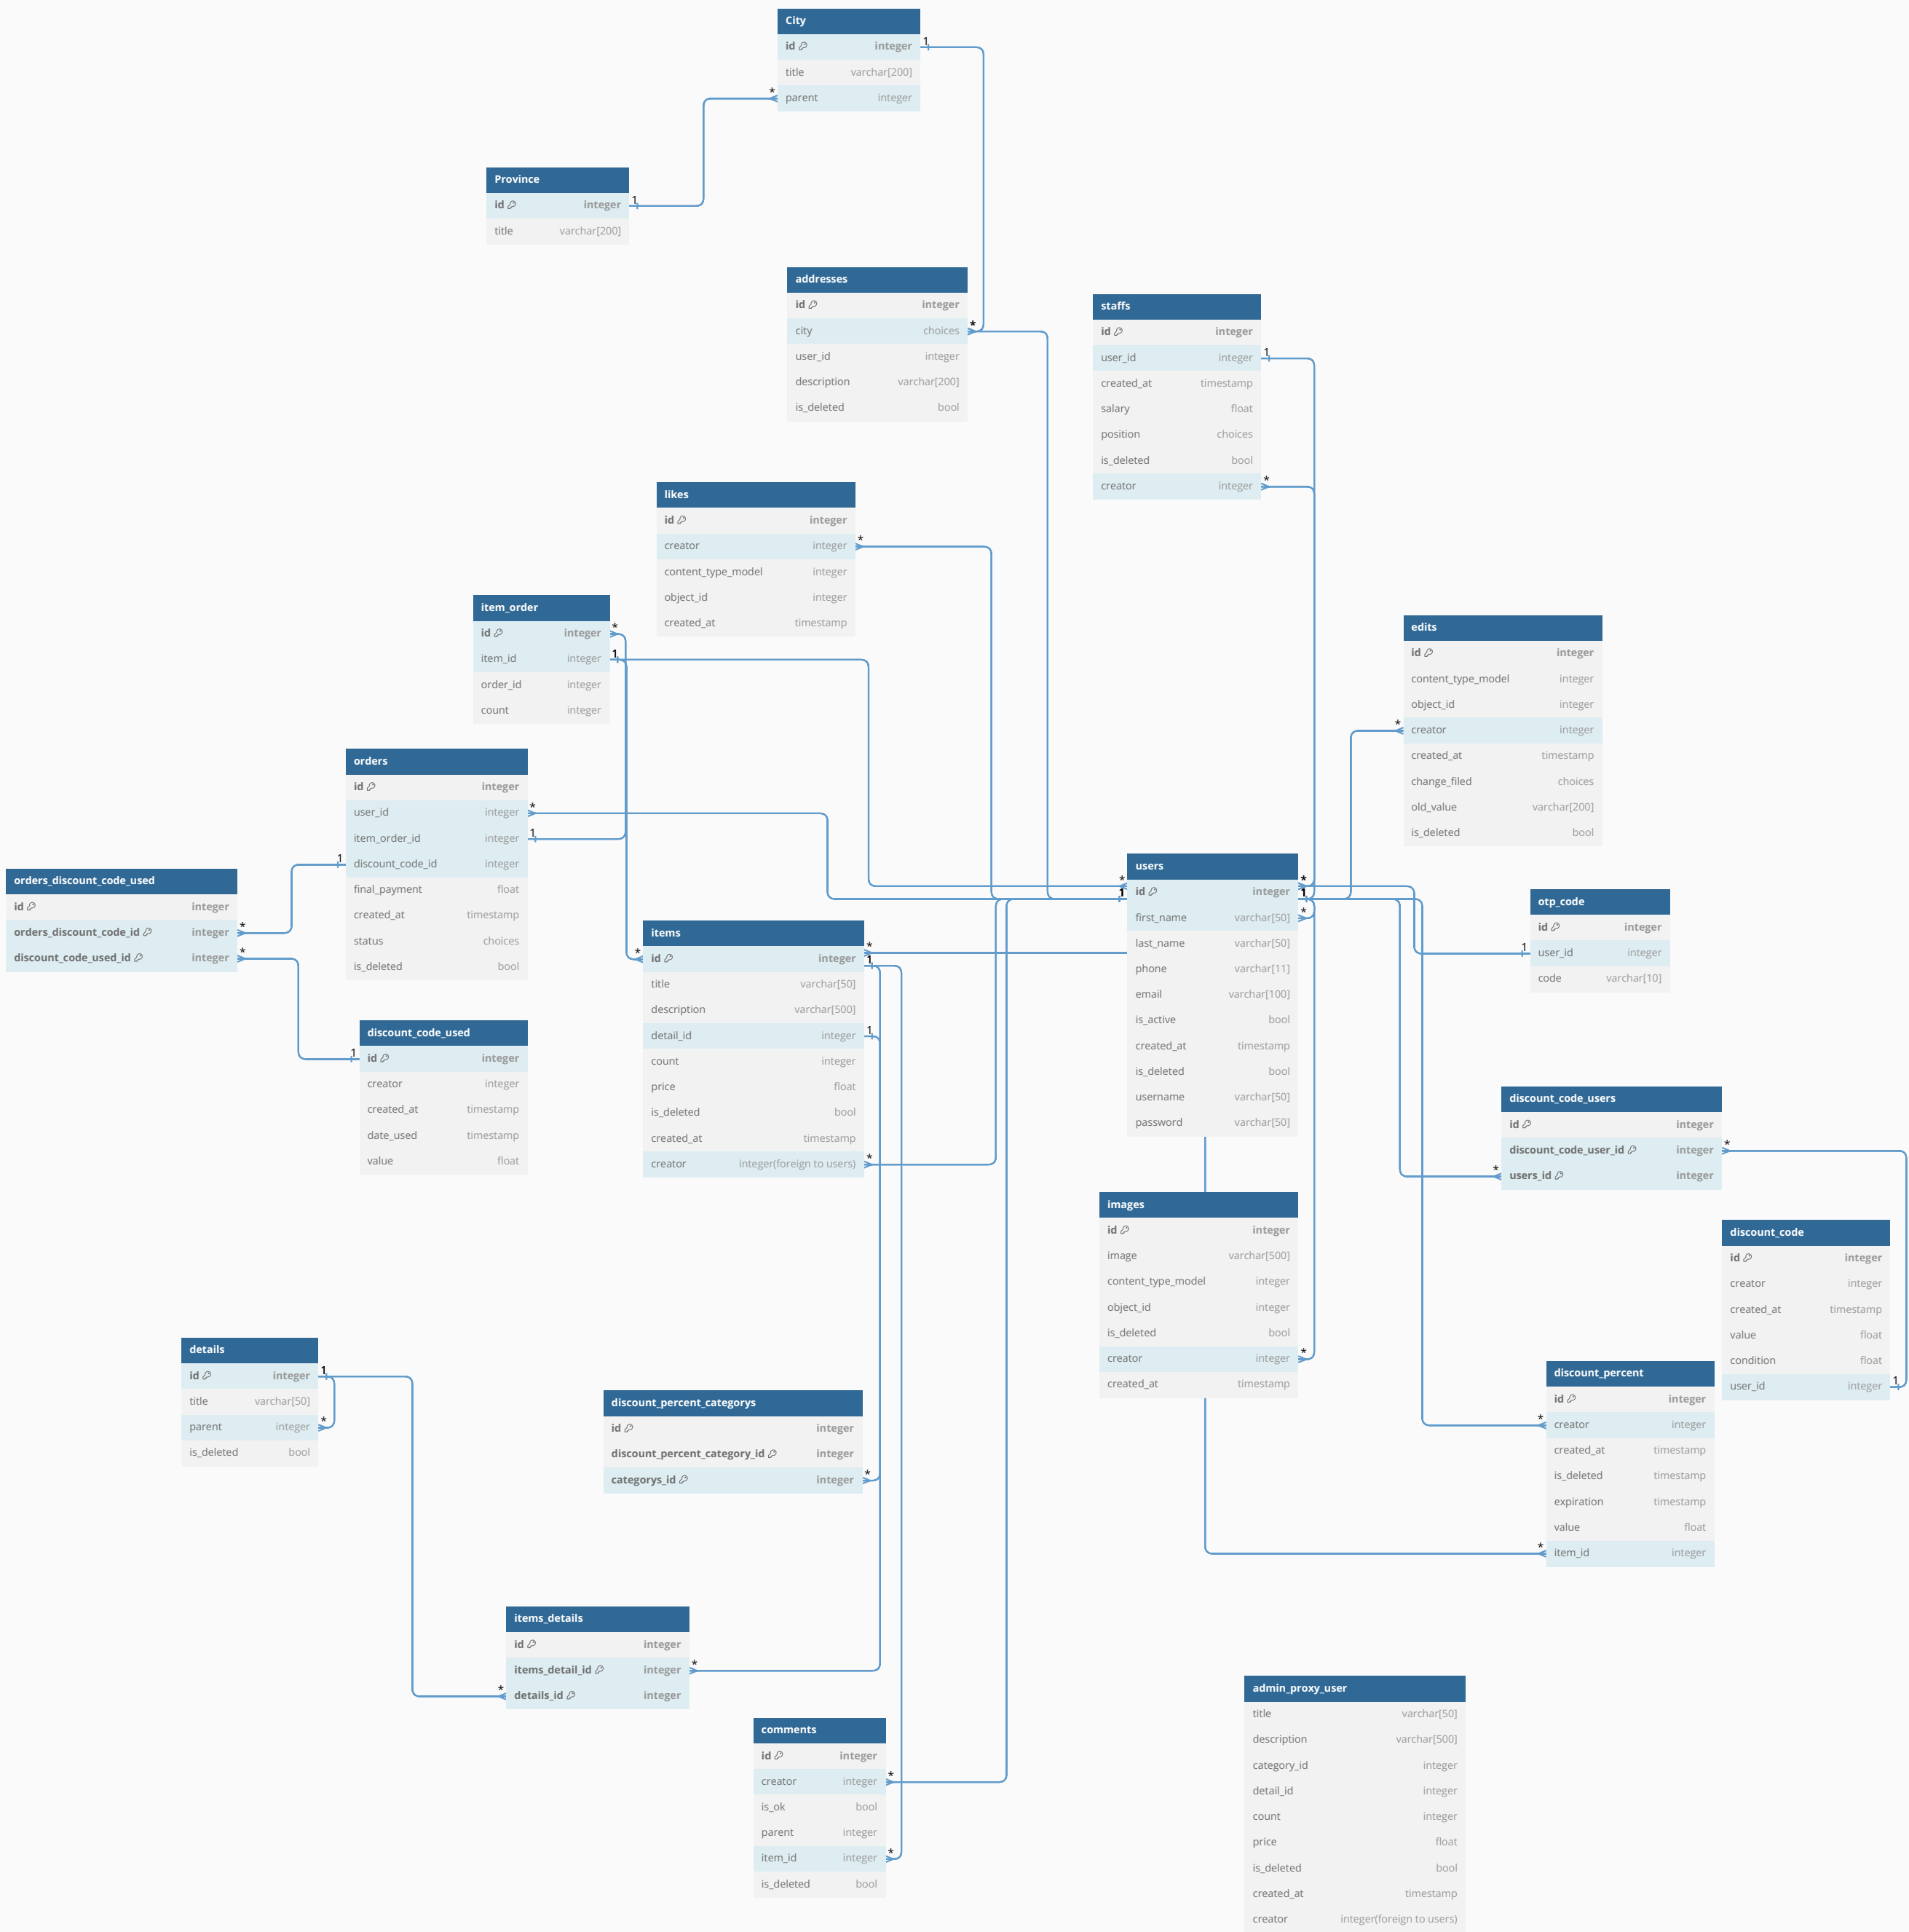 City
id integer
title varchar[200]
parent integer
1
*
Province
id integer
title varchar[200]
1
addresses
id integer
city choices
user_id integer
description varchar[200]
is_deleted bool
*
staffs
id integer
user_id integer
created_at timestamp
salary float
position choices
is_deleted bool
creator integer
1
*
likes
id integer
creator integer
content_type_model integer
object_id integer
created_at timestamp
*
item_order
id integer
item_id integer
order_id integer
count integer
*
1
edits
id integer
content_type_model integer
object_id integer
creator integer
created_at timestamp
change_filed choices
old_value varchar[200]
is_deleted bool
*
orders
id integer
user_id integer
item_order_id integer
discount_code_id integer
final_payment float
created_at timestamp
status choices
is_deleted bool
*
1
1
orders_discount_code_used
id integer
orders_discount_code_id integer
discount_code_used_id integer
*
*
users
id integer
first_name varchar[50]
last_name varchar[50]
phone varchar[11]
email varchar[100]
is_active bool
created_at timestamp
is_deleted bool
username varchar[50]
password varchar[50]
*
1
*
1
*
otp_code
id integer
user_id integer
code varchar[10]
1
items
id integer
title varchar[50]
description varchar[500]
detail_id integer
count integer
price float
is_deleted bool
created_at timestamp
creator integer(foreign to users)
*
*
1
1
*
discount_code_used
id integer
creator integer
created_at timestamp
date_used timestamp
value float
1
discount_code_users
id integer
discount_code_user_id integer
users_id integer
*
*
images
id integer
image varchar[500]
content_type_model integer
object_id integer
is_deleted bool
creator integer
created_at timestamp
*
discount_code
id integer
creator integer
created_at timestamp
value float
condition float
user_id integer
1
details
id integer
title varchar[50]
parent integer
is_deleted bool
1
*
discount_percent
id integer
creator integer
created_at timestamp
is_deleted timestamp
expiration timestamp
value float
item_id integer
*
*
discount_percent_categorys
id integer
discount_percent_category_id integer
categorys_id integer
*
items_details
id integer
items_detail_id integer
details_id integer
*
*
admin_proxy_user
title varchar[50]
description varchar[500]
category_id integer
detail_id integer
count integer
price float
is_deleted bool
created_at timestamp
creator integer(foreign to users)
comments
id integer
creator integer
is_ok bool
parent integer
item_id integer
is_deleted bool
*
*